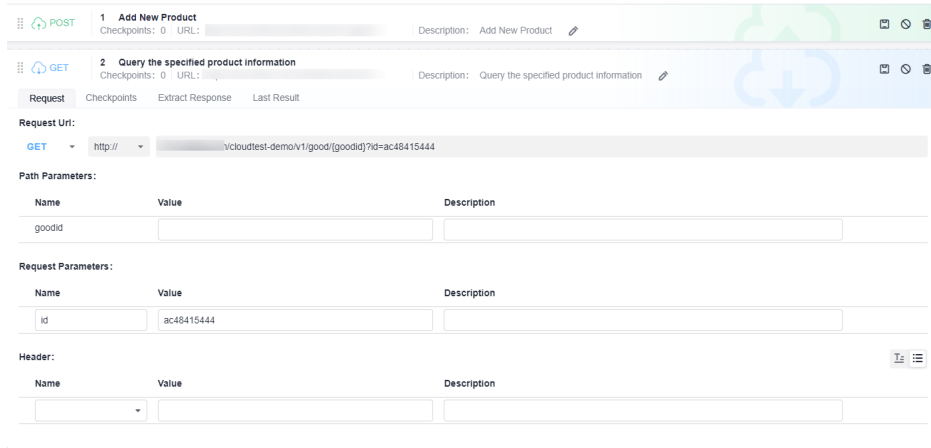 POST 1 Add New Product
Checkpoints: 0 URL: Description: Add New Product
GET 2 Query the specified product information
Checkpoints: 0 URL: Description: Query the specified product information
Request Checkpoints Extract Response Last Result
Request Url:
GET http:// /cloudtest-demo/v1/good/{goodid}?id=ac48415444
Path Parameters:
Name Value Description
goodid
Request Parameters:
Name Value Description
id ac48415444
Header:
Name Value Description